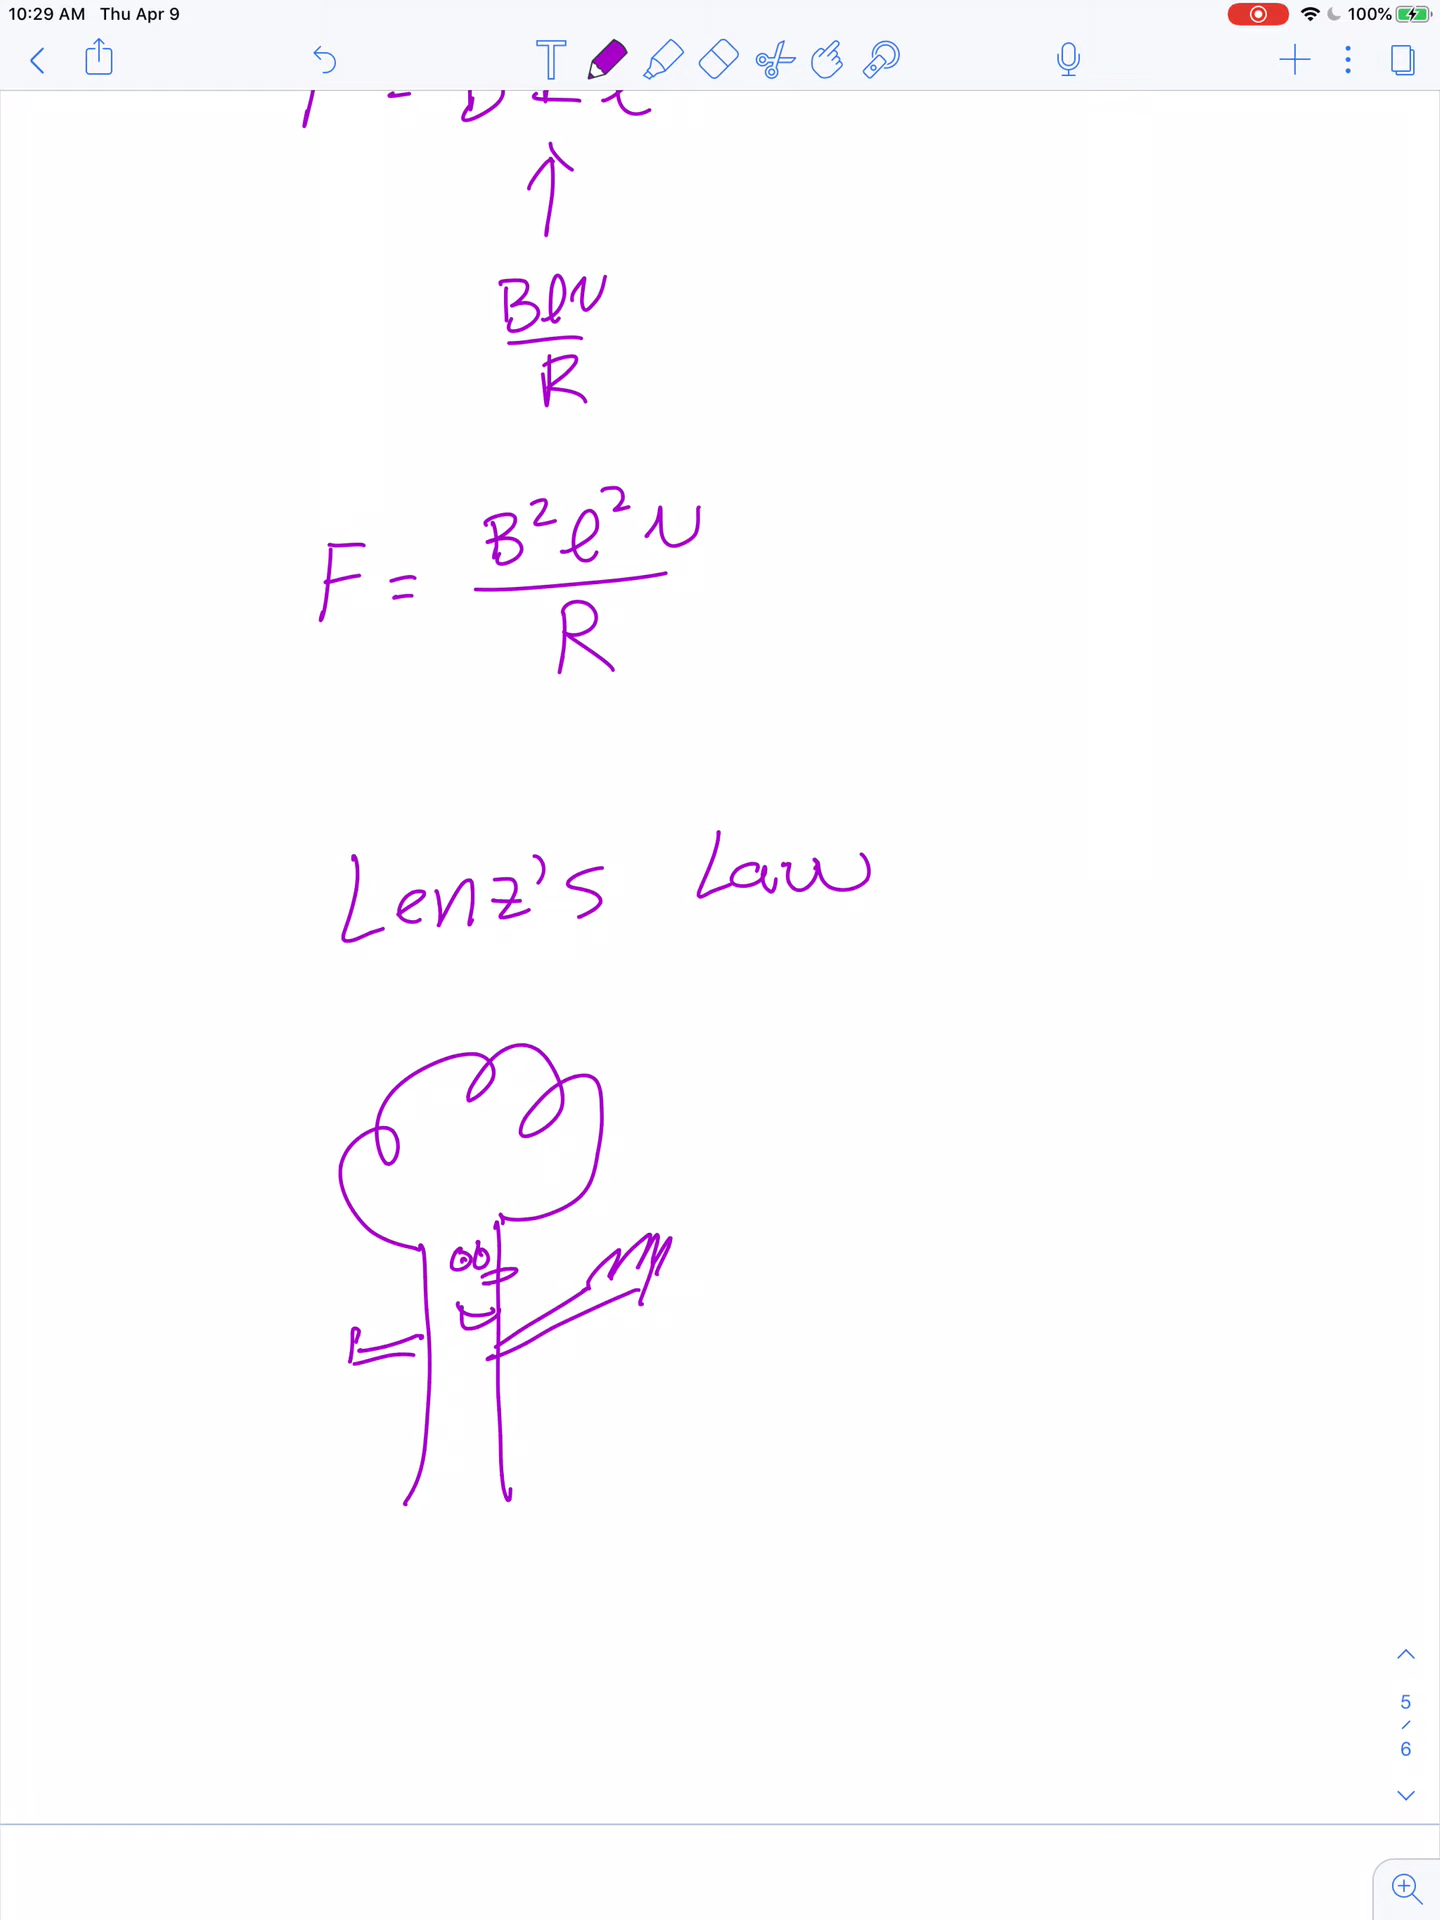 10:29 AM Thu Apr 9
100%
T
F = B I l
Blv
R
F = B²l²v
R
Lenz's Law
5
/
6